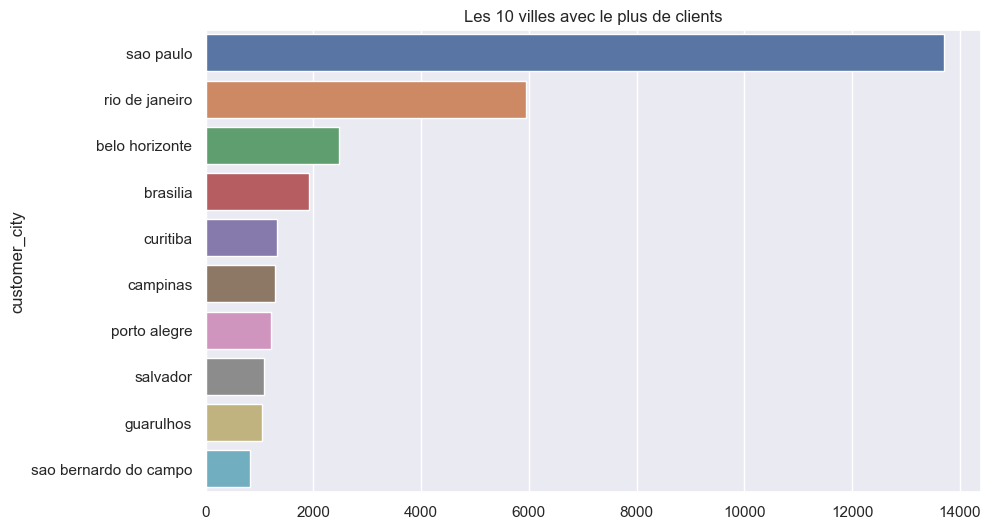 Les 10 villes avec le plus de clients
customer_city
sao paulo
rio de janeiro
belo horizonte
brasilia
curitiba
campinas
porto alegre
salvador
guarulhos
sao bernardo do campo
0 2000 4000 6000 8000 10000 12000 14000